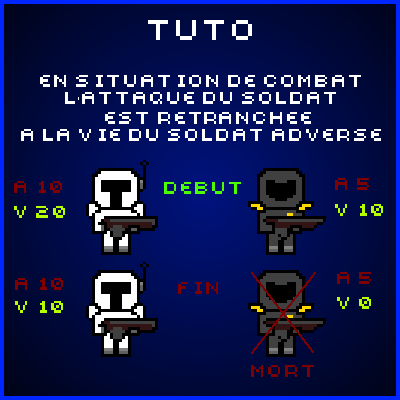 TUTO
EN SITUATION DE COMBAT
L'ATTAQUE DU SOLDAT
EST RETRANCHEE
A LA VIE DU SOLDAT ADVERSE
A 10 DEBUT A 5
V 20 V 10
A 10 FIN A 5
V 10 V 0
MORT